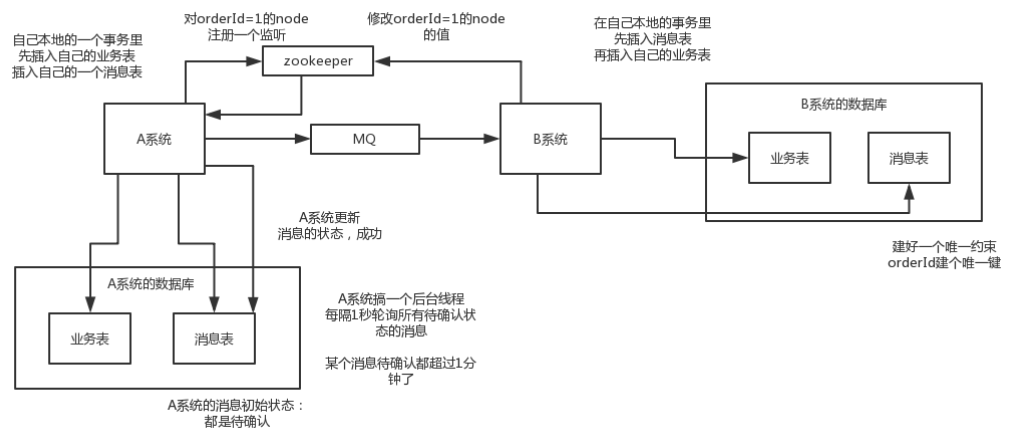 对orderId=1的node
注册一个监听
修改orderId=1的node
的值
自己本地的一个事务里
先插入自己的业务表
插入自己的一个消息表
在自己本地的事务里
先插入消息表
再插入自己的业务表
zookeeper
A系统
MQ
B系统
B系统的数据库
业务表
消息表
A系统更新
消息的状态，成功
建好一个唯一约束
orderId建个唯一键
A系统的数据库
业务表
消息表
A系统搞一个后台线程
每隔1秒轮询所有待确认状
态的消息
某个消息待确认都超过1分
钟了
A系统的消息初始状态：
都是待确认